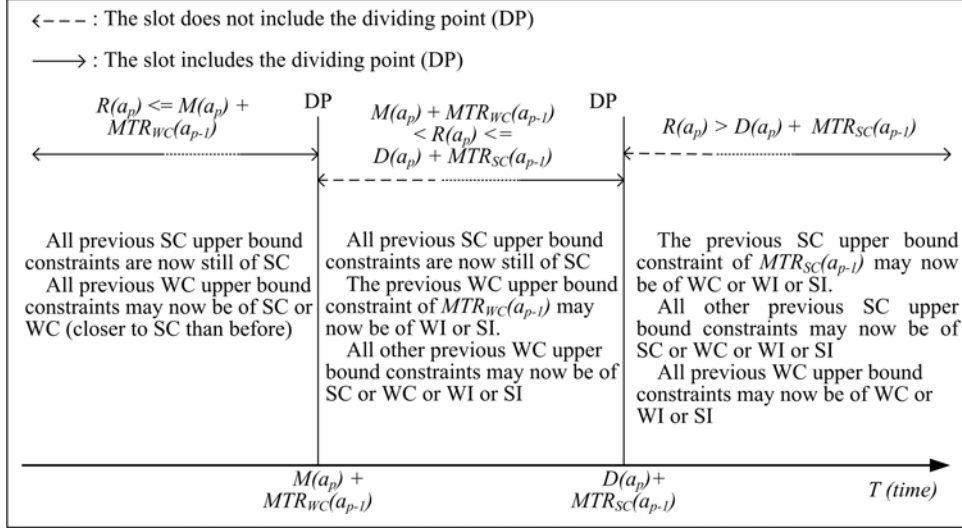 : The slot does not include the dividing point (DP)
: The slot includes the dividing point (DP)
R(ap) <= M(ap) +
MTRWC(ap-1)
DP
M(ap) + MTRWC(ap-1)
< R(ap) <=
D(ap) + MTRSC(ap-1)
DP
R(ap) > D(ap) + MTRSC(ap-1)
All previous SC upper bound
constraints are now still of SC
All previous WC upper bound
constraints may now be of SC or
WC (closer to SC than before)
All previous SC upper bound
constraints are now still of SC
The previous WC upper bound
constraint of MTRWC(ap-1) may
now be of WI or SI.
All other previous WC upper
bound constraints may now be of
SC or WC or WI or SI
The previous SC upper bound
constraint of MTRSC(ap-1) may now
be of WC or WI or SI.
All other previous SC upper
bound constraints may now be of
SC or WC or WI or SI
All previous WC upper bound
constraints may now be of WC or
WI or SI
M(ap) +
MTRWC(ap-1)
D(ap)+
MTRSC(ap-1)
T (time)